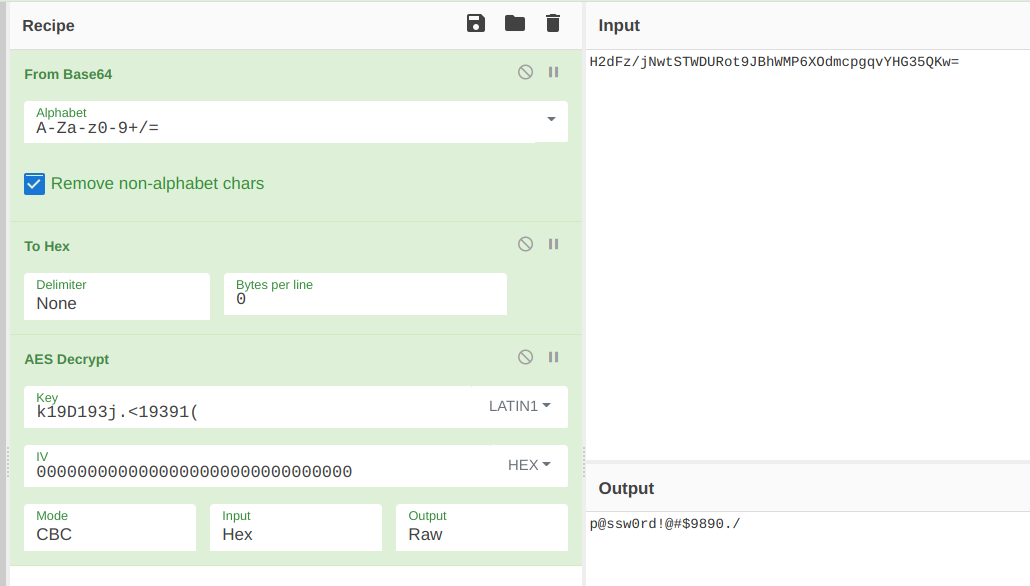 Recipe
From Base64
Alphabet
A-Za-z0-9+/=
Remove non-alphabet chars
To Hex
Delimiter
None
Bytes per line
0
AES Decrypt
Key
k19D193j.<19391(
LATIN1
IV
00000000000000000000000000000000
HEX
Mode
CBC
Input
Hex
Output
Raw
Input
H2dFz/jNwtSTWDURot9JBhWMP6XOdmcpgqvYHG35QKw=
Output
p@ssw0rd!@#$9890./